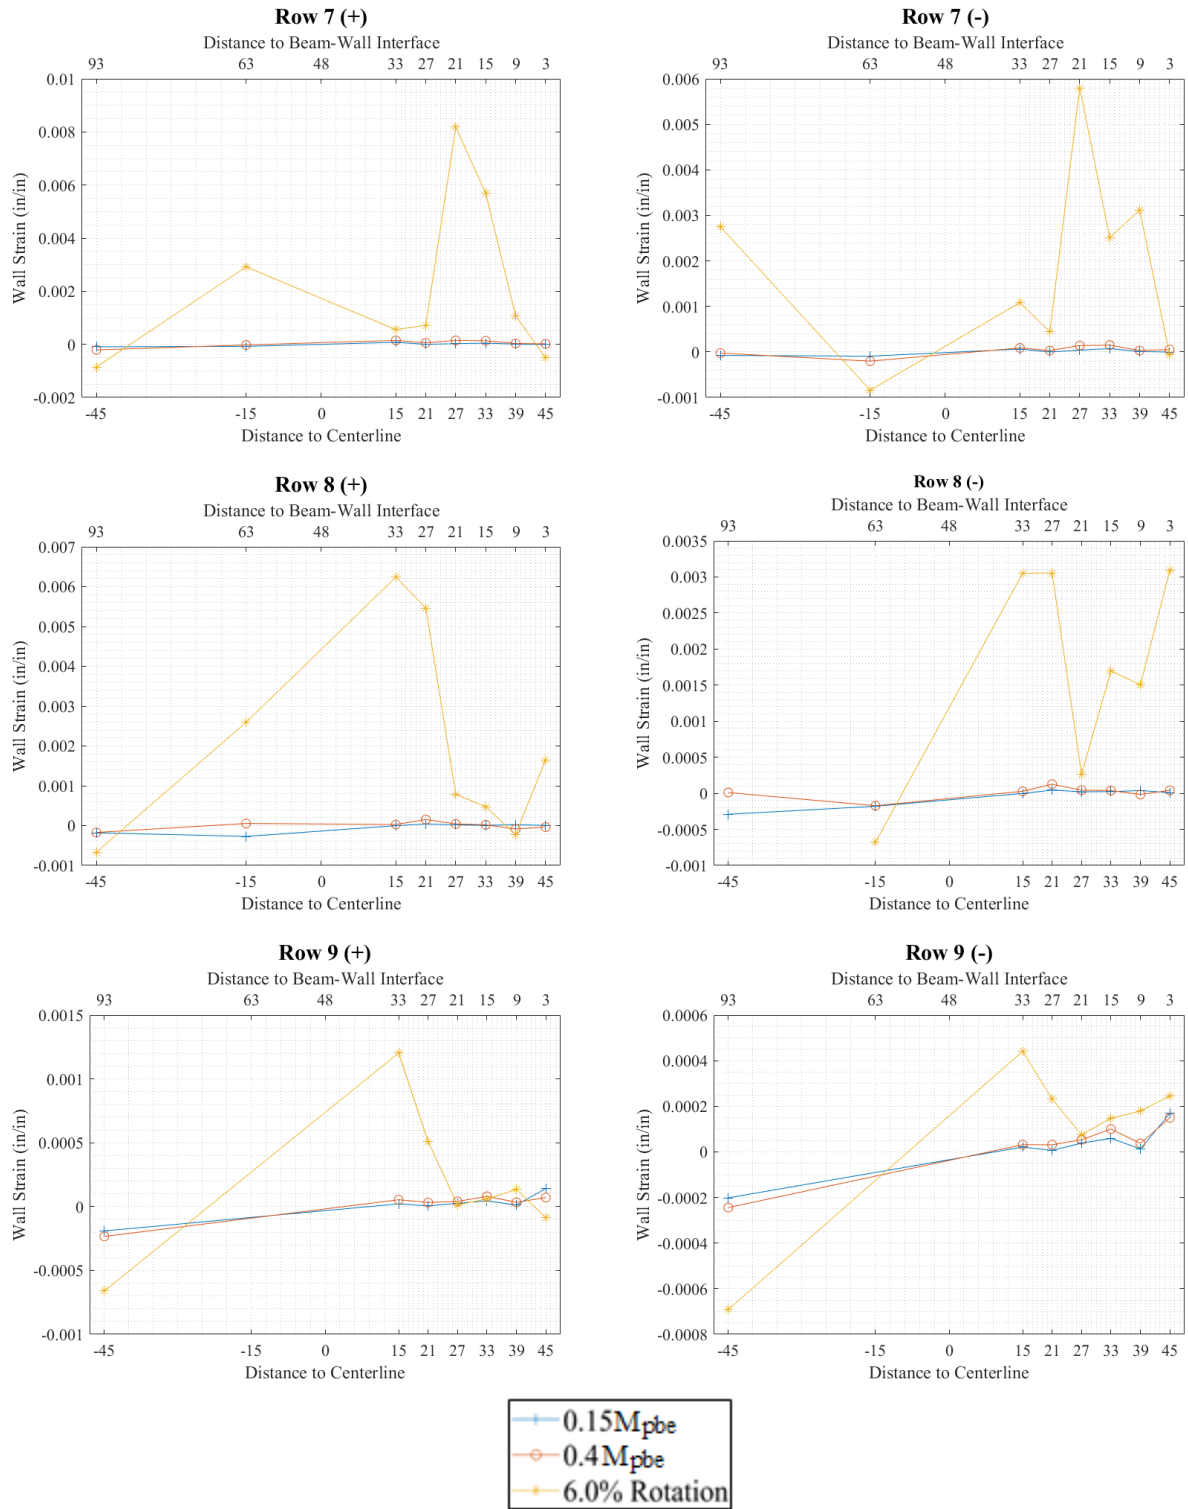 Row 7 (+)
Distance to Beam-Wall Interface
93 63 48 33 27 21 15 9 3
0.01
0.008
0.006
0.004
0.002
0
-0.002
Wall Strain (in/in)
-45 -15 0 15 21 27 33 39 45
Distance to Centerline
Row 7 (-)
Distance to Beam-Wall Interface
93 63 48 33 27 21 15 9 3
0.006
0.005
0.004
0.003
0.002
0.001
0
-0.001
Wall Strain (in/in)
-45 -15 0 15 21 27 33 39 45
Distance to Centerline
Row 8 (+)
Distance to Beam-Wall Interface
93 63 48 33 27 21 15 9 3
0.007
0.006
0.005
0.004
0.003
0.002
0.001
0
-0.001
Wall Strain (in/in)
-45 -15 0 15 21 27 33 39 45
Distance to Centerline
Row 8 (-)
Distance to Beam-Wall Interface
93 63 48 33 27 21 15 9 3
0.0035
0.003
0.0025
0.002
0.0015
0.001
0.0005
0
-0.0005
-0.001
Wall Strain (in/in)
-45 -15 0 15 21 27 33 39 45
Distance to Centerline
Row 9 (+)
Distance to Beam-Wall Interface
93 63 48 33 27 21 15 9 3
0.0015
0.001
0.0005
0
-0.0005
-0.001
Wall Strain (in/in)
-45 -15 0 15 21 27 33 39 45
Distance to Centerline
Row 9 (-)
Distance to Beam-Wall Interface
93 63 48 33 27 21 15 9 3
0.0006
0.0004
0.0002
0
-0.0002
-0.0004
-0.0006
-0.0008
Wall Strain (in/in)
-45 -15 0 15 21 27 33 39 45
Distance to Centerline
0.15Mpbe
0.4Mpbe
6.0% Rotation